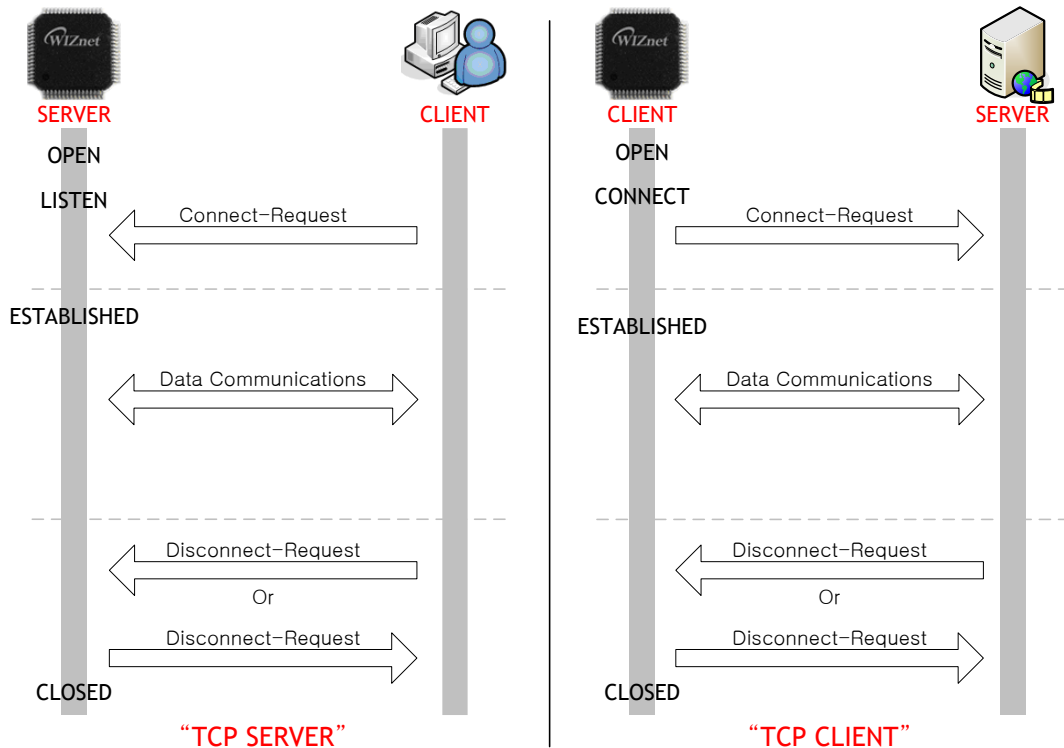 WIZnet
SERVER
CLIENT
OPEN
LISTEN
Connect-Request
ESTABLISHED
Data Communications
Disconnect-Request
Or
Disconnect-Request
CLOSED
“TCP SERVER”
WIZnet
CLIENT
SERVER
OPEN
CONNECT
Connect-Request
ESTABLISHED
Data Communications
Disconnect-Request
Or
Disconnect-Request
CLOSED
“TCP CLIENT”